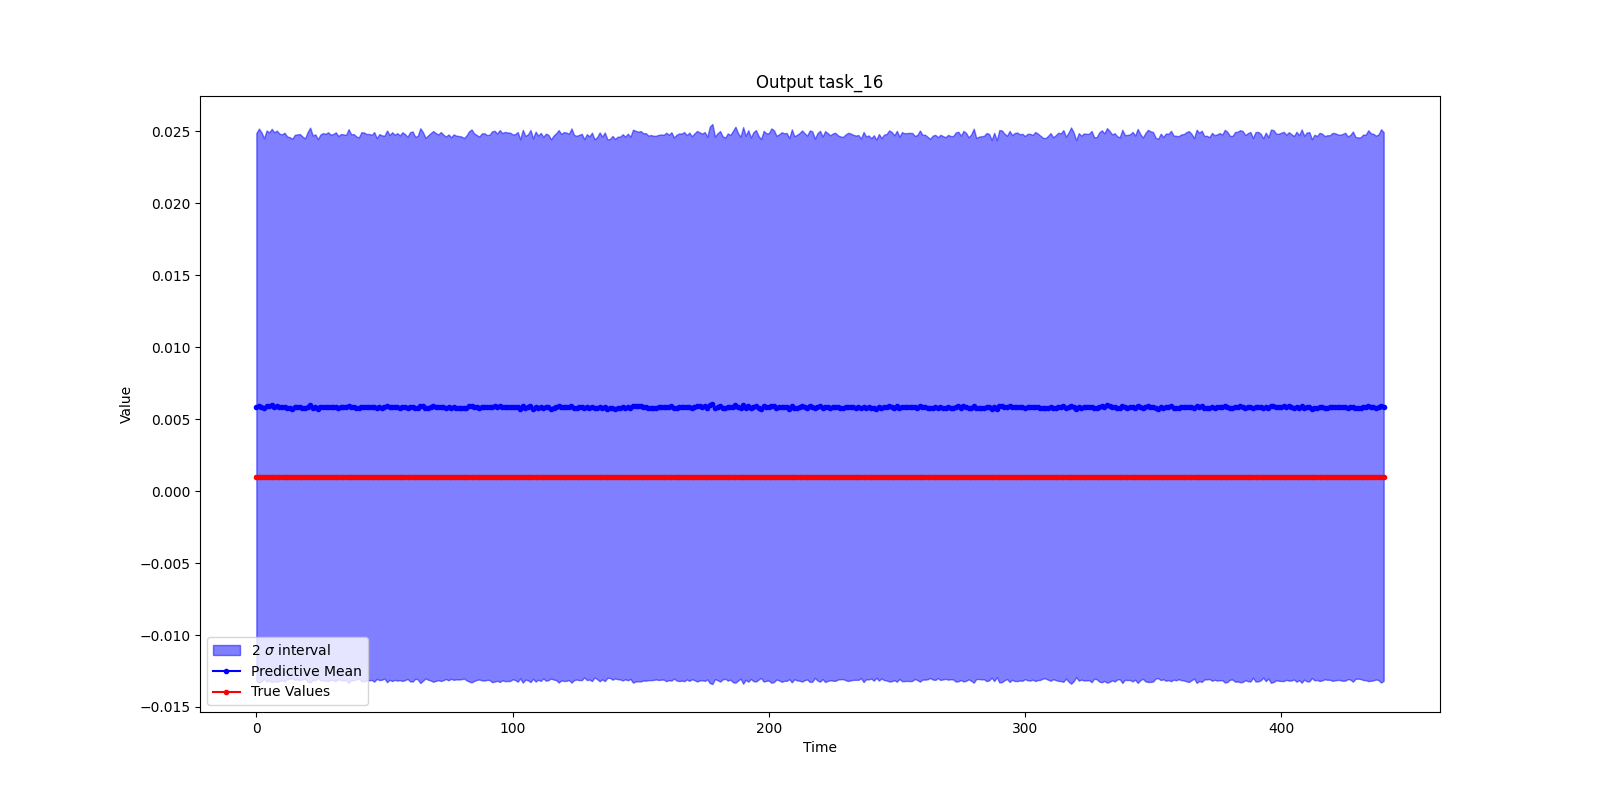 Output task_16
Value
0.025
0.020
0.015
0.010
0.005
0.000
−0.005
−0.010
−0.015
2 σ interval
Predictive Mean
True Values
0 100 200 300 400
Time